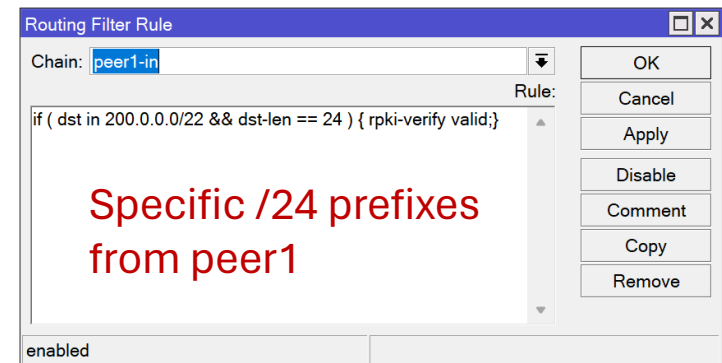 Routing Filter Rule
Chain: peer1-in
Rule:
if ( dst in 200.0.0.0/22 && dst-len == 24 ) { rpki-verify valid;}
Specific /24 prefixes
from peer1
OK
Cancel
Apply
Disable
Comment
Copy
Remove
enabled